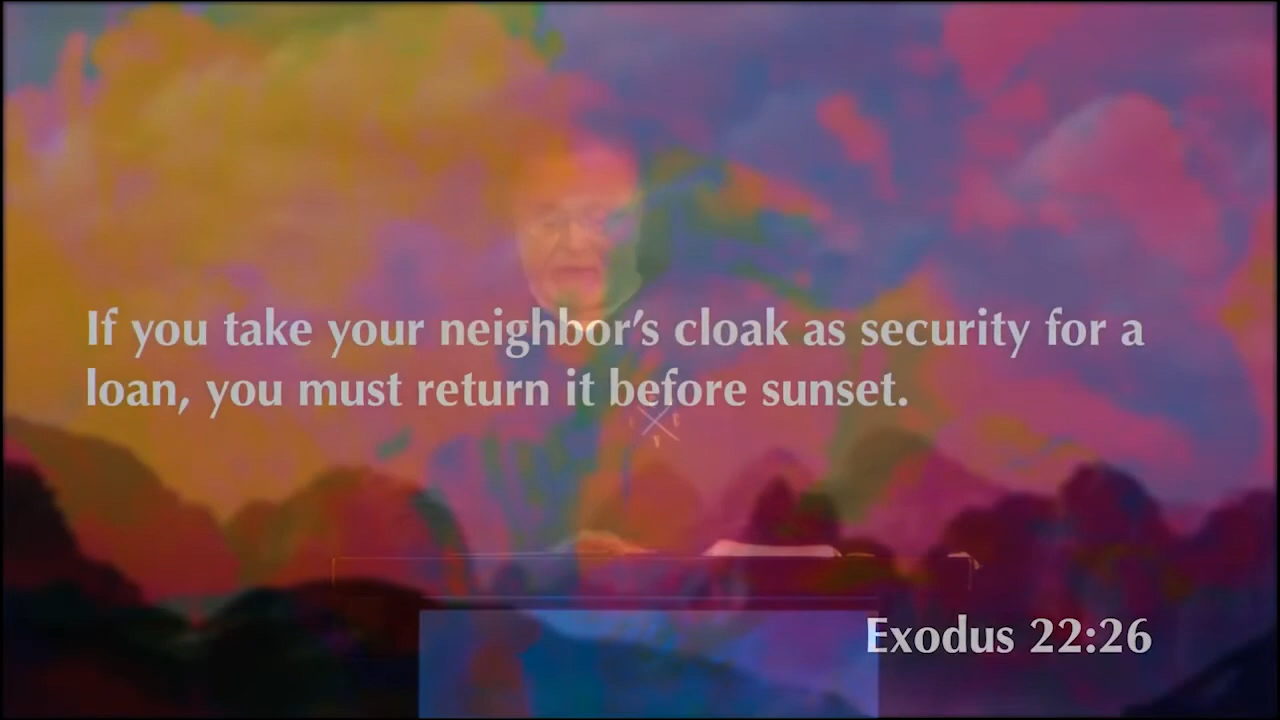 If you take your neighbor's cloak as security for a
loan, you must return it before sunset.
Exodus 22:26